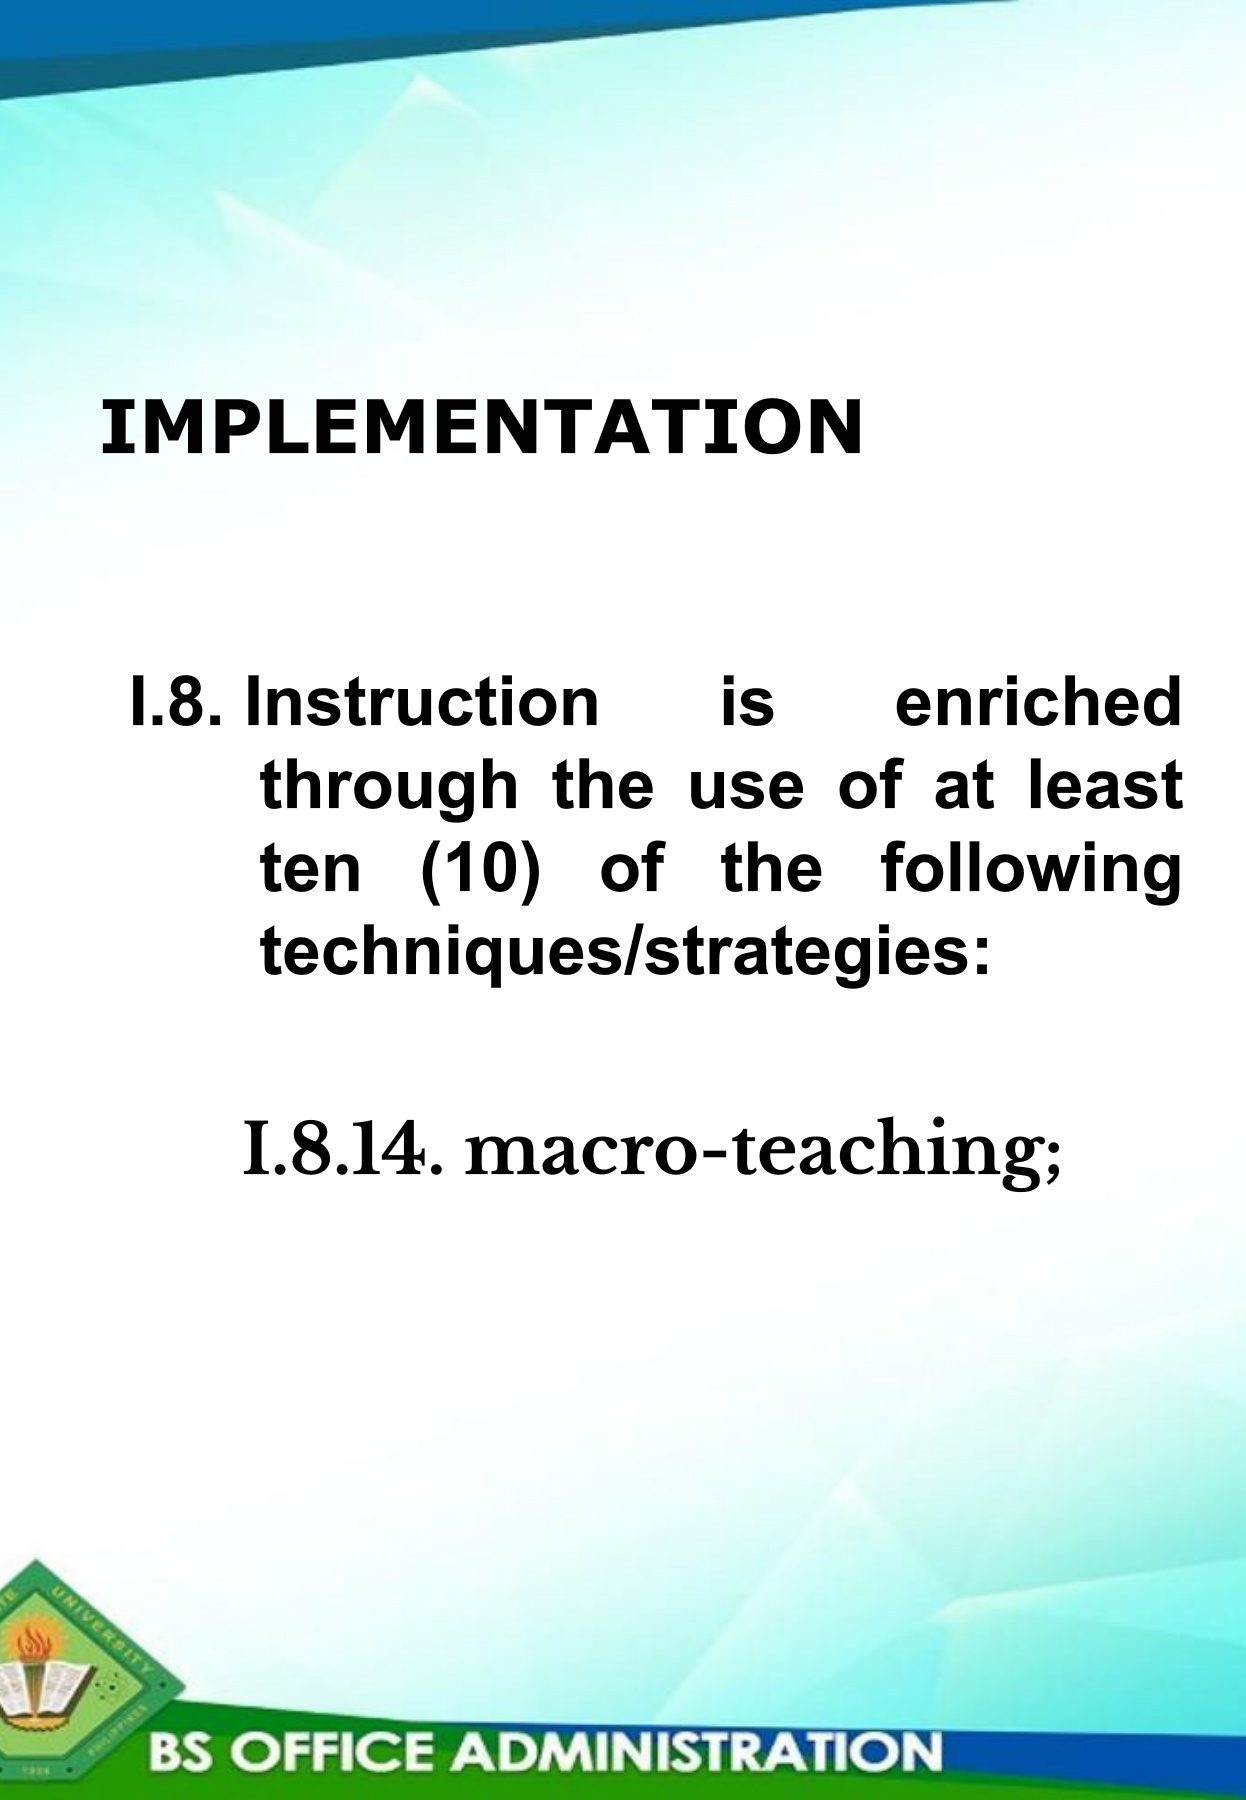 IMPLEMENTATION
I.8. Instruction is enriched
through the use of at least
ten (10) of the following
techniques/strategies:
I.8.14. macro-teaching;
UNIVERSITY
PHILIPPINES
BS OFFICE ADMINISTRATION